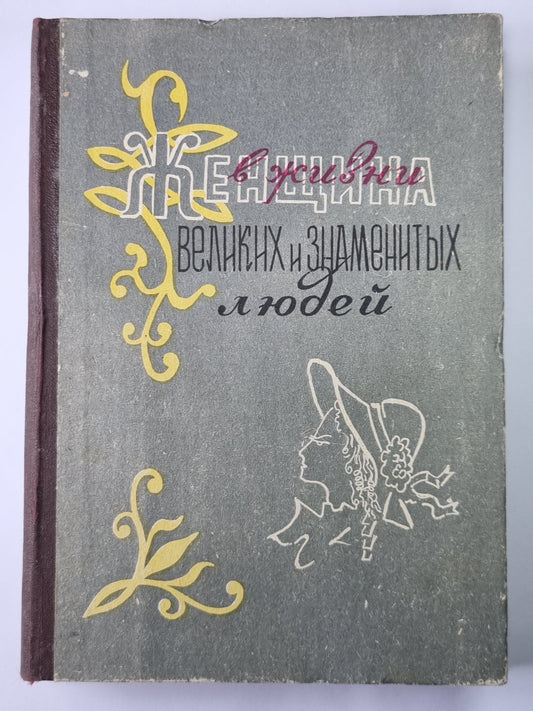 Женщина
в жизни
великих и знаменитых
людей